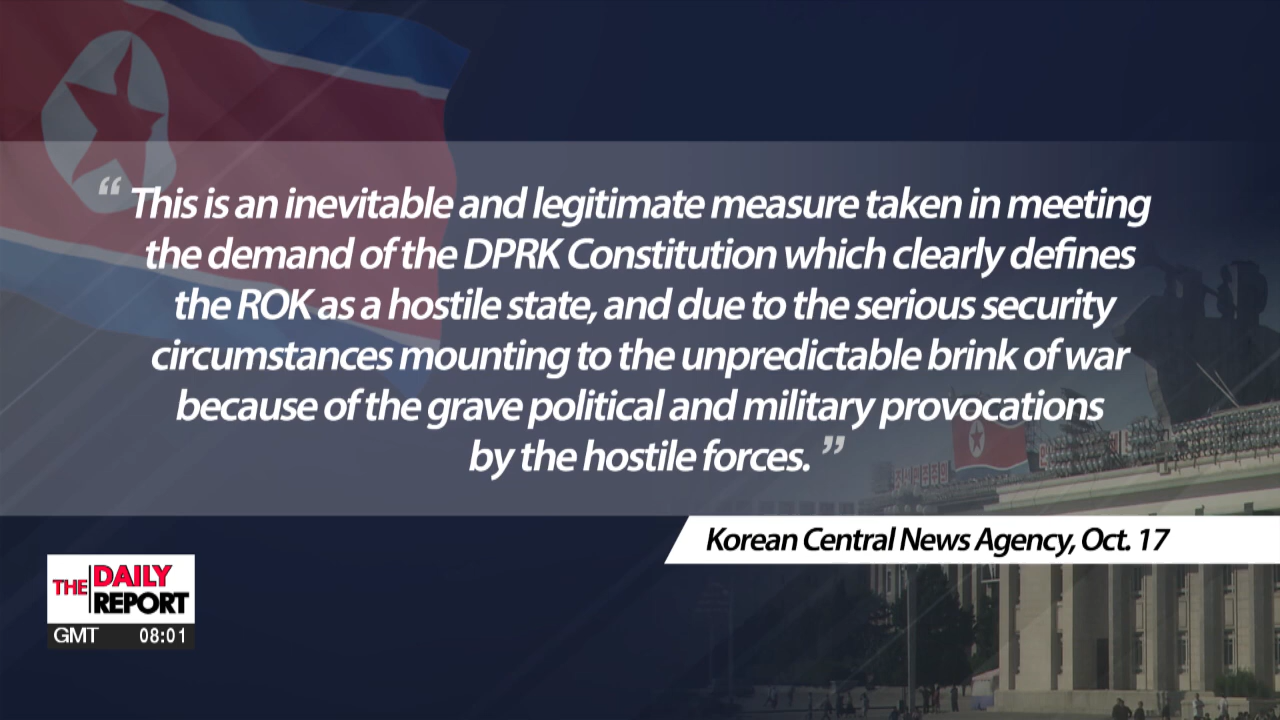 “ This is an inevitable and legitimate measure taken in meeting
the demand of the DPRK Constitution which clearly defines
the ROK as a hostile state, and due to the serious security
circumstances mounting to the unpredictable brink of war
because of the grave political and military provocations
by the hostile forces. ”
Korean Central News Agency, Oct. 17
THE DAILY
REPORT
GMT 08:01